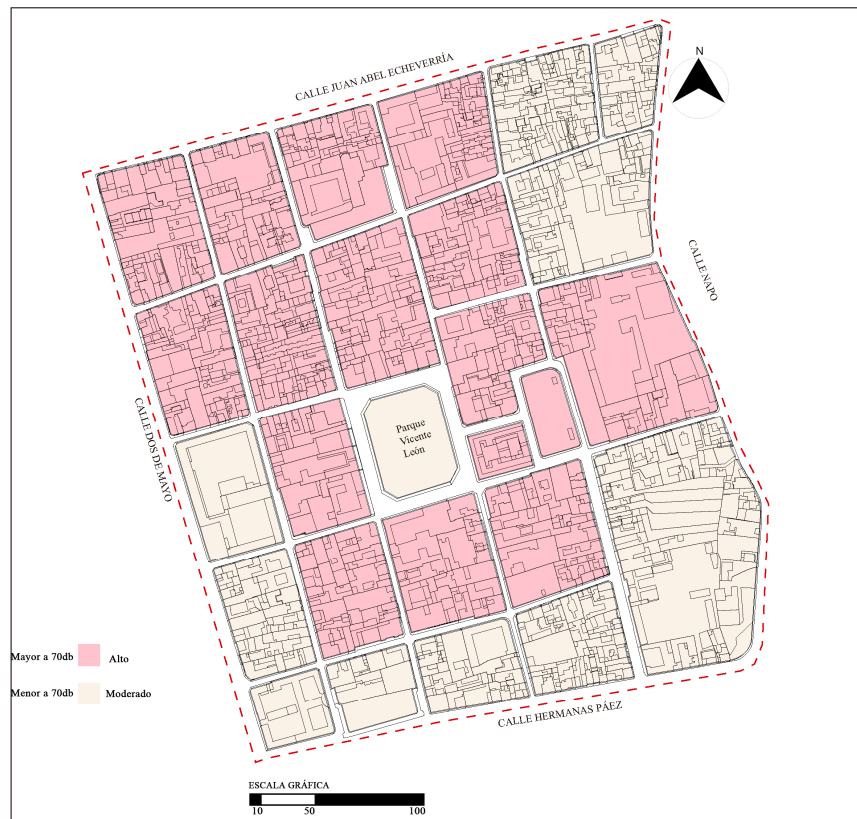 CALLE JUAN ABEL ECHEVERRÍA
N
CALLE NAPO
CALLE DOS DE MAYO
Parque
Vicente
León
Mayor a 70db Alto
Menor a 70db Moderado
CALLE HERMANAS PÁEZ
ESCALA GRÁFICA
10 50 100